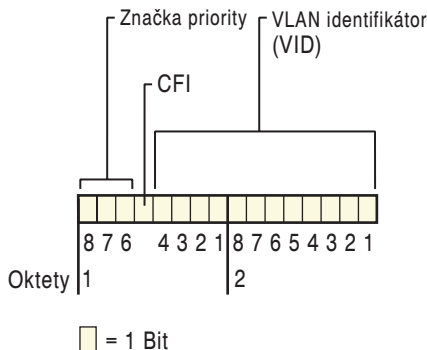 Značka priority
VLAN identifikátor
(VID)
CFI
8 7 6 4 3 2 1 8 7 6 5 4 3 2 1
Oktety 1 2
= 1 Bit